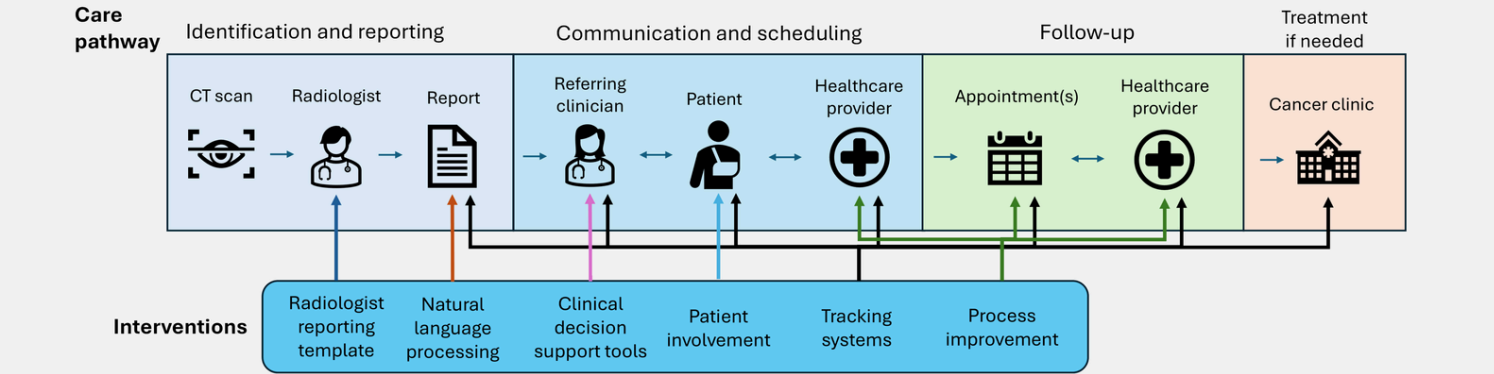 Care
pathway
Identification and reporting
Communication and scheduling
Follow-up
Treatment
if needed
CT scan
Radiologist
Report
Referring
clinician
Patient
Healthcare
provider
Appointment(s)
Healthcare
provider
Cancer clinic
Interventions
Radiologist
reporting
template
Natural
language
processing
Clinical
decision
support tools
Patient
involvement
Tracking
systems
Process
improvement